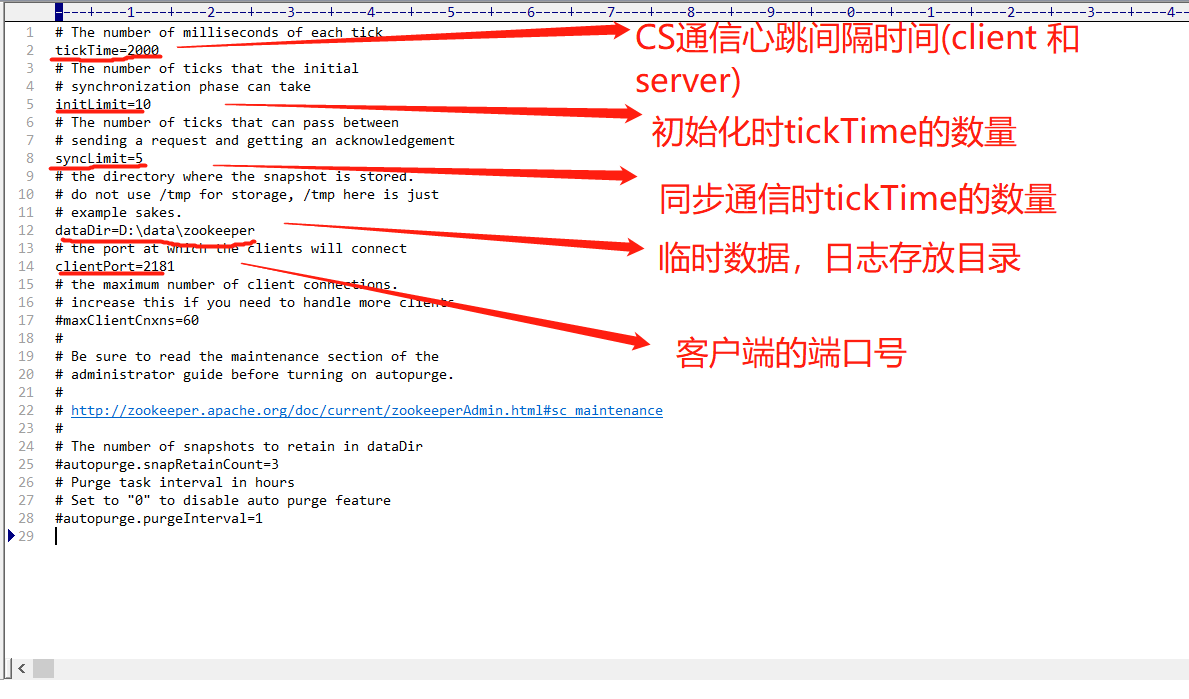 ----+----1----+----2----+----3----+----4----+----5----+----6----+----7----+----8----+----9----+----0----+----1----+----2----+----3----+----4
1 # The number of milliseconds of each tick
2 tickTime=2000
CS通信心跳间隔时间(client 和
server)
3 # The number of ticks that the initial
4 # synchronization phase can take
5 initLimit=10
初始化时tickTime的数量
6 # The number of ticks that can pass between
7 # sending a request and getting an acknowledgement
8 syncLimit=5
同步通信时tickTime的数量
9 # the directory where the snapshot is stored.
10 # do not use /tmp for storage, /tmp here is just
11 # example sakes.
12 dataDir=D:\data\zookeeper
临时数据，日志存放目录
13 # the port at which the clients will connect
14 clientPort=2181
客户端的端口号
15 # the maximum number of client connections.
16 # increase this if you need to handle more clients
17 #maxClientCnxns=60
18 #
19 # Be sure to read the maintenance section of the
20 # administrator guide before turning on autopurge.
21 #
22 # http://zookeeper.apache.org/doc/current/zookeeperAdmin.html#sc_maintenance
23 #
24 # The number of snapshots to retain in dataDir
25 #autopurge.snapRetainCount=3
26 # Purge task interval in hours
27 # Set to "0" to disable auto purge feature
28 #autopurge.purgeInterval=1
29